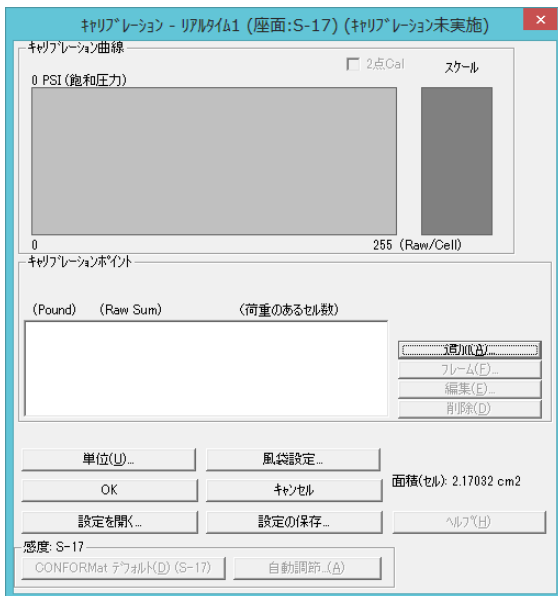 キャリブレーション - リアルタイム1 (座面:S-17) (キャリブレーション未実施)
キャリブレーション曲線
2点Cal
スケール
0 PSI (飽和圧力)
0
255 (Raw/Cell)
キャリブレーションポイント
(Pound) (Raw Sum) (荷重のあるセル数)
追加(A)...
フレーム(F)...
編集(E)...
削除(D)
単位(U)...
風袋設定...
OK
キャンセル
面積(セル): 2.17032 cm2
設定を開く...
設定の保存...
ヘルプ(H)
感度: S-17
CONFORMat デフォルト(D) (S-17)
自動調節...(A)